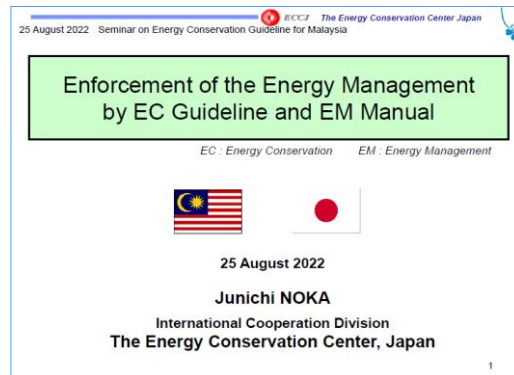 ECCJ The Energy Conservation Center Japan
25 August 2022 Seminar on Energy Conservation Guideline for Malaysia
Enforcement of the Energy Management
by EC Guideline and EM Manual
EC : Energy Conservation EM : Energy Management
25 August 2022
Junichi NOKA
International Cooperation Division
The Energy Conservation Center, Japan
1